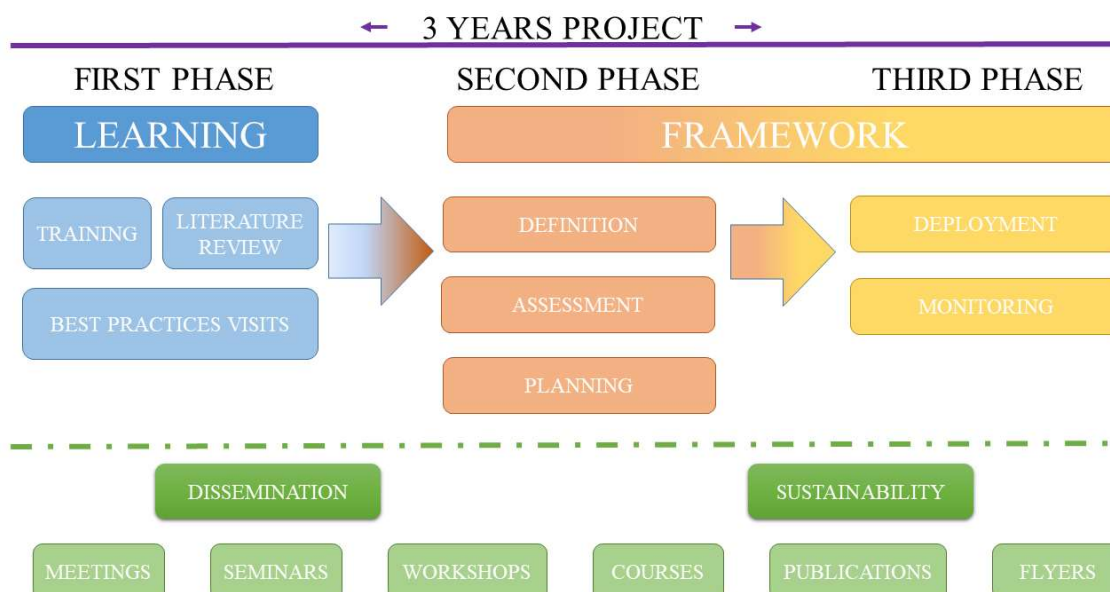 3 YEARS PROJECT
FIRST PHASE
SECOND PHASE
THIRD PHASE
LEARNING
FRAMEWORK
TRAINING
LITERATURE
REVIEW
BEST PRACTICES VISITS
DEFINITION
ASSESSMENT
PLANNING
DEPLOYMENT
MONITORING
DISSEMINATION
SUSTAINABILITY
MEETINGS
SEMINARS
WORKSHOPS
COURSES
PUBLICATIONS
FLYERS